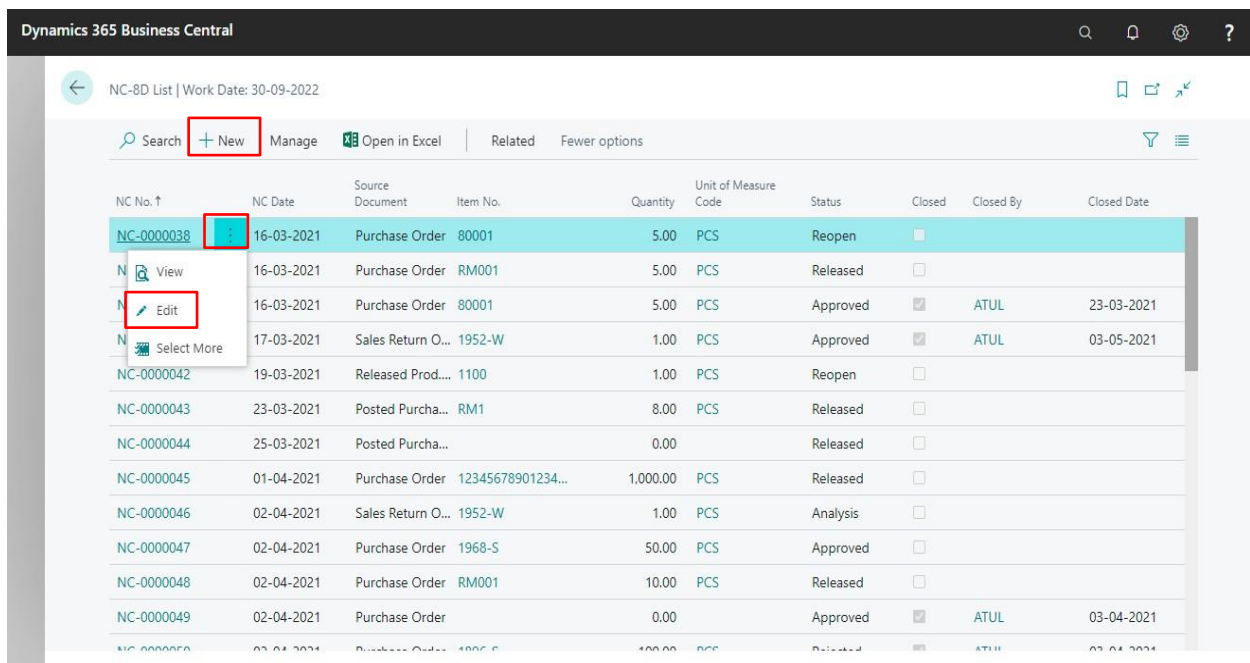 Dynamics 365 Business Central
?
NC-8D List | Work Date: 30-09-2022
Search + New Manage Open in Excel | Related Fewer options
NC No. ↑ NC Date Source Document Item No. Quantity Unit of Measure Code Status Closed Closed By Closed Date
NC-0000038 16-03-2021 Purchase Order 80001 5.00 PCS Reopen
N View 16-03-2021 Purchase Order RM001 5.00 PCS Released
N Edit 16-03-2021 Purchase Order 80001 5.00 PCS Approved ATUL 23-03-2021
N Select More 17-03-2021 Sales Return O... 1952-W 1.00 PCS Approved ATUL 03-05-2021
NC-0000042 19-03-2021 Released Prod.... 1100 1.00 PCS Reopen
NC-0000043 23-03-2021 Posted Purcha... RM1 8.00 PCS Released
NC-0000044 25-03-2021 Posted Purcha... 0.00 Released
NC-0000045 01-04-2021 Purchase Order 12345678901234... 1,000.00 PCS Released
NC-0000046 02-04-2021 Sales Return O... 1952-W 1.00 PCS Analysis
NC-0000047 02-04-2021 Purchase Order 1968-S 50.00 PCS Approved
NC-0000048 02-04-2021 Purchase Order RM001 10.00 PCS Released
NC-0000049 02-04-2021 Purchase Order 0.00 Approved ATUL 03-04-2021